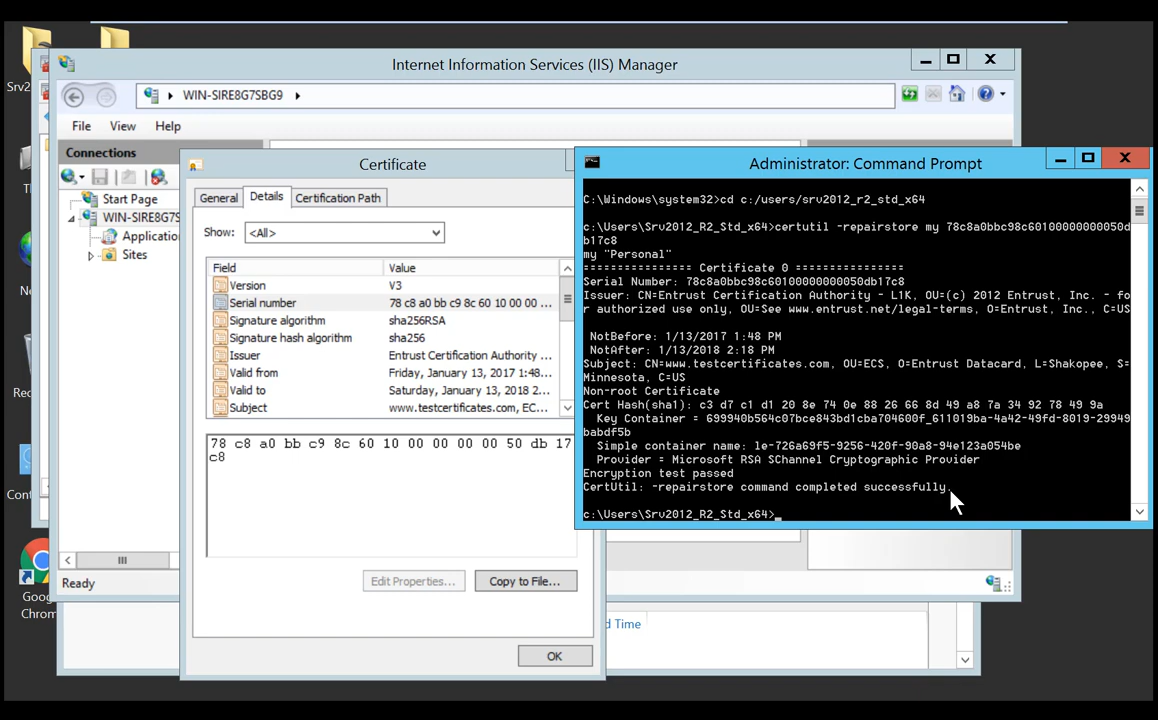 Srv2
Internet Information Services (IIS) Manager
WIN-SIRE8G7SBG9
File View Help
Connections
Start Page
WIN-SIRE8G7S
Applicatio
Sites
Ready
Certificate
General Details Certification Path
Show: <All>
Field Value
Version V3
Serial number 78 c8 a0 bb c9 8c 60 10 00 00 ...
Signature algorithm sha256RSA
Signature hash algorithm sha256
Issuer Entrust Certification Authority ...
Valid from Friday, January 13, 2017 1:48...
Valid to Saturday, January 13, 2018 2...
Subject www.testcertificates.com, EC...
78 c8 a0 bb c9 8c 60 10 00 00 00 00 50 db 17
c8
Edit Properties... Copy to File...
OK
Administrator: Command Prompt
C:\Windows\system32>cd c:/users/srv2012_r2_std_x64
c:\Users\Srv2012_R2_Std_x64>certutil -repairstore my 78c8a0bbc98c60100000000050d
b17c8
my "Personal"
================ Certificate 0 ================
Serial Number: 78c8a0bbc98c60100000000050db17c8
Issuer: CN=Entrust Certification Authority - L1K, OU=(c) 2012 Entrust, Inc. - fo
r authorized use only, OU=See www.entrust.net/legal-terms, O=Entrust, Inc., C=US
NotBefore: 1/13/2017 1:48 PM
NotAfter: 1/13/2018 2:18 PM
Subject: CN=www.testcertificates.com, OU=ECS, O=Entrust Datacard, L=Shakopee, S=
Minnesota, C=US
Non-root Certificate
Cert Hash(sha1): c3 d7 c1 d1 20 8e 74 0e 88 26 66 8d 49 a8 7a 34 92 78 49 9a
Key Container = 699940b564c07bce843bd1cba704600f_611019ba-4a42-49fd-8019-29949
babdf5b
Simple container name: le-726a69f5-9256-420f-90a8-94e123a054be
Provider = Microsoft RSA SChannel Cryptographic Provider
Encryption test passed
CertUtil: -repairstore command completed successfully.
c:\Users\Srv2012_R2_Std_x64>_
d Time
Th
Ne
Rec
Cont
Goog
Chrom